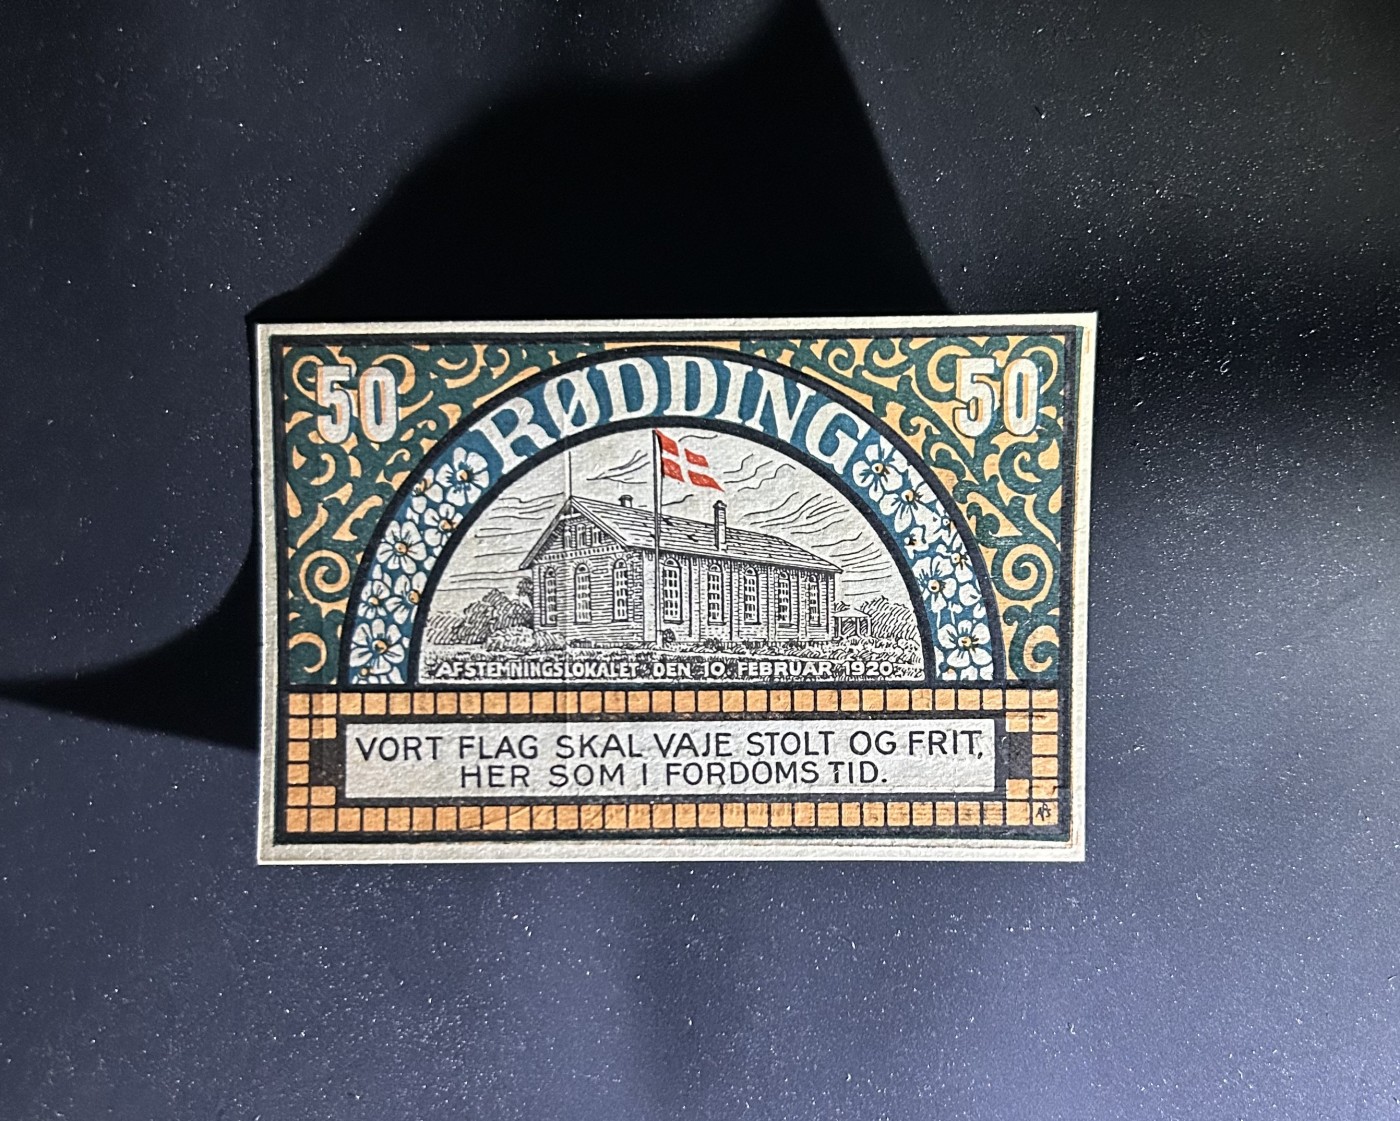 50 RØDDING 50
AFSTEMNINGSLOKALET DEN 10. FEBRUAR 1920.
VORT FLAG SKAL VAJE STOLT OG FRIT,
HER SOM I FORDOMS TID.